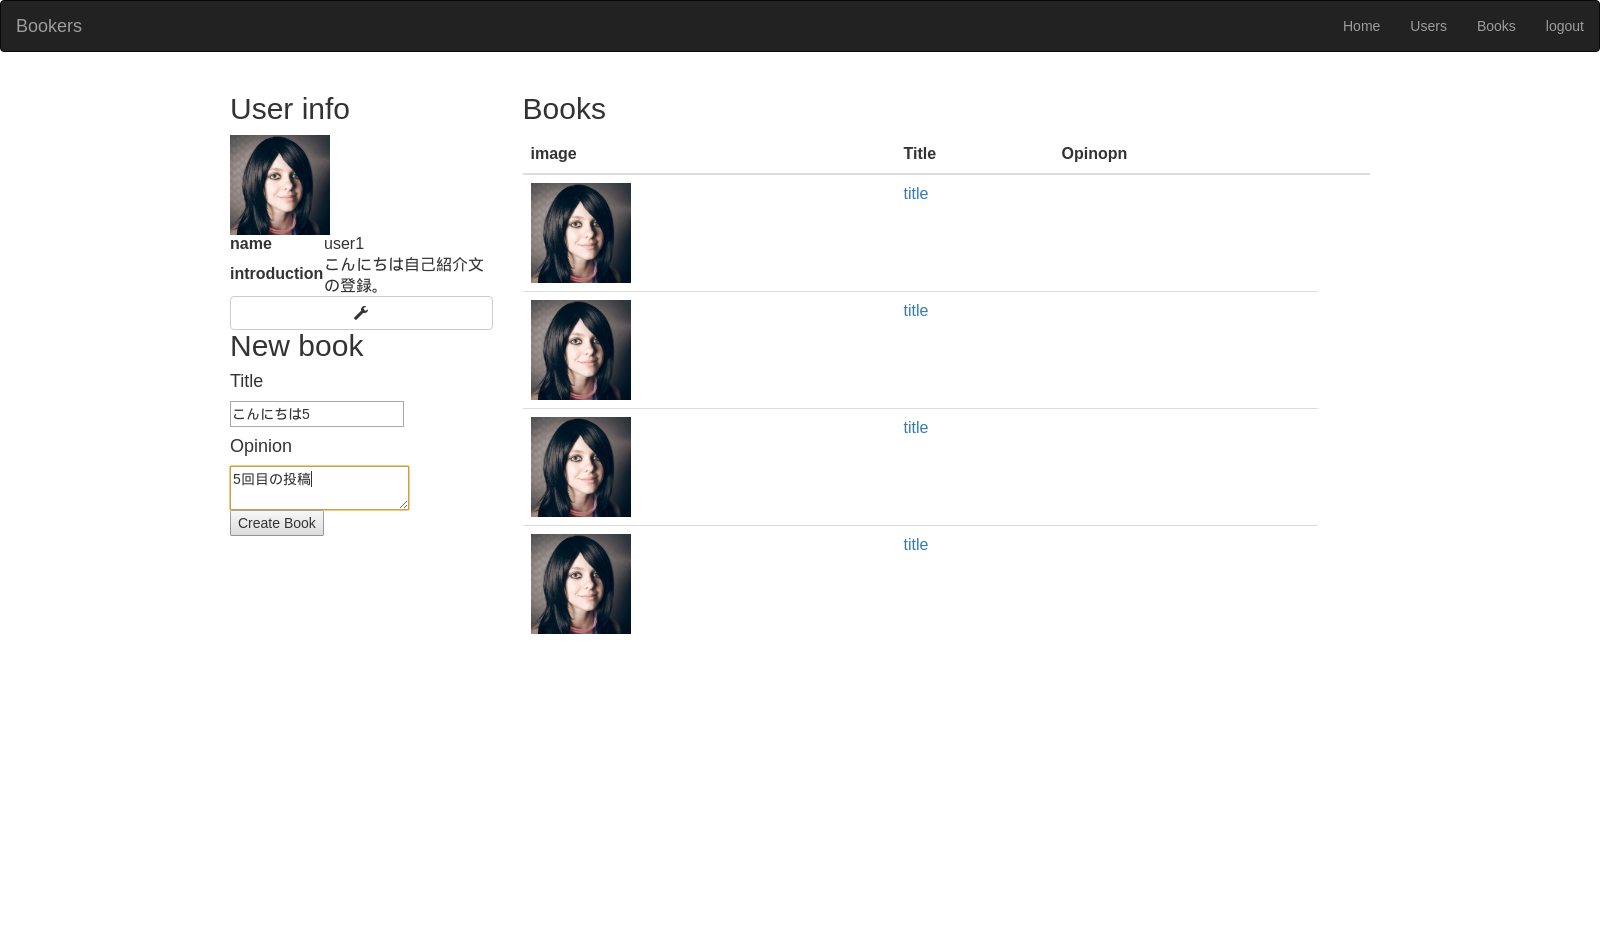 Bookers
Home Users Books logout
User info
name user1
introduction こんにちは自己紹介文
の登録。
New book
Title
こんにちは5
Opinion
5回目の投稿
Create Book
Books
image Title Opinopn
title
title
title
title